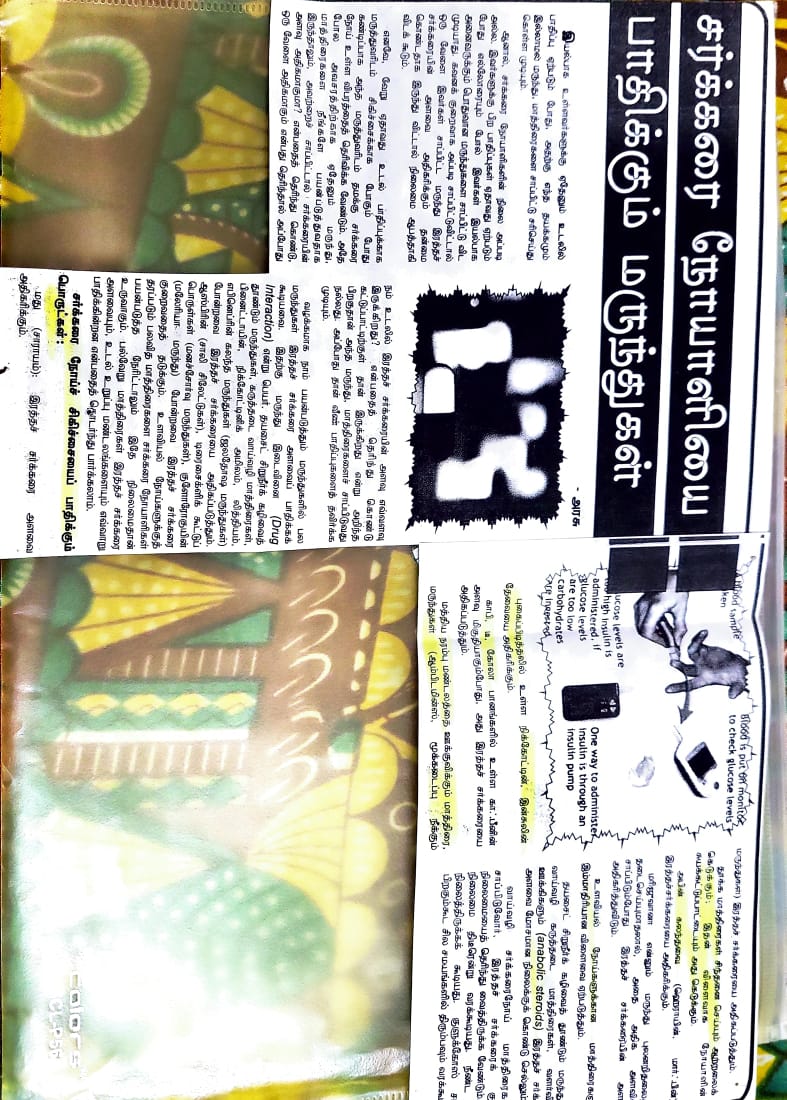 சர்க்கரை நோயாளியை
பாதிக்கும் மருந்துகள்
- அரசு
இயல்பாக உள்ளவர்களுக்கு ஏதேனும் உடலில்
பாதிப்பு ஏற்படும் போது, அதற்கு எந்த தயக்கமும்
இல்லாமல் மருந்து, மாத்திரைகளை சாப்பிட்டு சரிசெய்து
கொள்ள முடியும்.
ஆனால், சர்க்கரை நோயாளிகளின் நிலை அப்படி
அல்ல. இவர்களுக்கு பிற பாதிப்புகள் ஏதாவது ஏற்படும்
போது எல்லோரையும் போல் இவர்கள் இயல்பாக
அனைவருக்கும் பொதுவான மருந்துகளை சாப்பிட்டு விட
முடியாது. கவனக் குறைவாக அப்படி சாப்பிட்டுவிட்டால்
ஒரு வேளை இவர்கள் சாப்பிட்ட மருந்து இரத்தச்
சர்க்கரையின் அளவை அதிகரிக்கும் தன்மை
கொண்டதாக இருந்து விட்டால் நிலைமை ஆபத்தாகி
விடக் கூடும்.
எனவே, வேறு ஏதாவது உடல் பாதிப்புக்காக
மருத்துவரிடம் சிகிச்சைக்காக போகும் போது
கண்டிப்பாக அந்த மருத்துவரிடம் தமக்கு சர்க்கரை
நோய் உள்ள விபரத்தைத் தெரிவிக்க வேண்டும். அதே
போல அவசரத்திற்காக ஏதேனும் மருந்து,
மாத்திரைகளை நீங்களே பயன்படுத்துவதாக
இருந்தாலும், அவற்றைச் சாப்பிட்டால் சர்க்கரையின்
அளவு அதிகமாகுமா? என்பதைத் தெரிந்து கொண்டு,
ஒரு வேளை அதிகமாகும் என்பது தெரிந்தால் அப்போது
நம் உடலில் இரத்தச் சர்க்கரையின் அளவு எவ்வளவு
இருக்கிறது? என்பதைத் தெரிந்து கொண்டு
கட்டுப்பாட்டிற்குள் தான் இருக்கிறது என்று அறிந்த
பிறகுதான் அந்த மருந்து, மாத்திரைகளைச் சாப்பிடுவது
நல்லது. அப்போது தான் வீண் பாதிப்புகளைத் தவிர்க்க
முடியும்.
வழக்கமாக நாம் பயன்படுத்தும் மருந்துகளில் பல
மருந்துகள் இரத்தச் சர்க்கரை அளவைப் பாதிக்கக்
கூடியவை. இதற்கு மருந்து இடைவினை (Drug
Interaction) என்று பெயர். தயசைட் சிறுநீர்க் கழிவைத்
தூண்டும் மருந்துகள், கருத்தடை வாய்வழி மாத்திரைகள்,
பினைட்டாயின், நிக்கோட்டினிக் அமிலம், லித்தியம்,
எபினெப்ரின் கலந்த மருந்துகள் (ஜலதோஷ மருந்துகள்)
போன்றவை இரத்தச் சர்க்கரையை அதிகப்படுத்தும்.
ஆஸ்பிரின் (சாலி சிலேட்டுகள்), டிரைசைக்ளிக் கூட்டுப்
பொருள்கள் (மனச்சோர்வு மருந்துகள்), குளோரோகுயின்
(மலேரியா மருந்து) போன்றவை இரத்தச் சர்க்கரை
குறைவதை தடுக்கும். உளவியல் நோய்களுக்குத்
தரப்படும் பலவித மாத்திரைகளை சர்க்கரை நோயாளிகள்
பயன்படுத்த நேரிட்டாலும் இதே நிலைமைதான்
உருவாகும். பல்வேறு மாத்திரைகள் இரத்தச் சர்க்கரை
அளவையும், உடல் உறுப்பு மண்டலங்களையும் எவ்வாறு
பாதிக்கின்றன என்பதைத் தொடர்ந்து பார்க்கலாம்.
சர்க்கரை நோய்ச் சிகிச்சையைப் பாதிக்கும்
பொருட்கள் :
மது (சாராயம்): இரத்தச் சர்க்கரை அளவை
அதிகரிக்கும்.
blood sample
ken
Blood is put on monitor
to check glucose levels
ucose levels are
too high insulin is
administered, if
glucose levels
are too low
carbohydrates
are ingested
One way to administer
insulin is through an
insulin pump
புகைப்பிடித்தலில் உள்ள நிக்கோட்டின், இன்சுலின்
தேவையை அதிகரிக்கும்.
காபி, டீ, கோலா பானங்களில் உள்ள காஃபீனின்
அளவு மிகுதியாகும்போது, அது இரத்தச் சர்க்கரையை
அதிகப்படுத்தும்.
மத்திய நரம்பு மண்டலத்தை ஊக்குவிக்கும் மாத்திரை,
மருந்துகள் (ஆம்பிடமின்ஸ், மூக்கடைப்பு நீக்கும்
மருந்துகள்) இரத்தச் சர்க்கரையை அதிகப்படுத்தும்.
தூக்க மாத்திரைகள் சிந்தனை செய்யும் ஆற்றலைக்
கெடுக்கும்; இதன் விளைவாக நோயாளின்
சுயக்கட்டுப்பாட்டையும் அது கெடுக்கும்.
அபின் கலந்தவை (ஹெராயின், மார்ஃபின்)
இரத்தச்சர்க்கரையை அதிகரிக்கும்.
மரிஜுவானா என்னும் மருந்து புலனறிதலை
தடைசெய்யுமாதலால், அதை அதிக அளவி
சாப்பிடும்போது இரத்தச் சர்க்கரையின் அள
அதிகரித்துவிடும்.
உளவியல் நோய்களுக்கான மாத்திரைகளு
இம்மாதிரியான விளைவை ஏற்படுத்தும்.
தயசைட் சிறுநீர்க் கழிவைத் தூண்டும் மருந்து
வாய்வழி கருத்தடை மாத்திரைகள், வளர்வி
ஊக்கிகளும் (anabolic steroids) இரத்தச் சர்க்
அளவை மோசமான நிலைக்குக் கொண்டு செல்லும்
வாய்வழி சர்க்கரைநோய் மாத்திரைக
சாப்பிடுவோர், இரத்தச் சர்க்கரைக் கு
நிலைமையைத் தெரிந்து வைத்திருக்க வேண்டும்.
நிலைமை திடீரென்று வரக்கூடியது. நீண்ட
நிலைத்திருக்கக் கூடியது. குளுக்கோஸ் ச
பிறகும்கூட சில சமயங்களில் திரும்பவும் வரக்கூ
colors
CL-P55